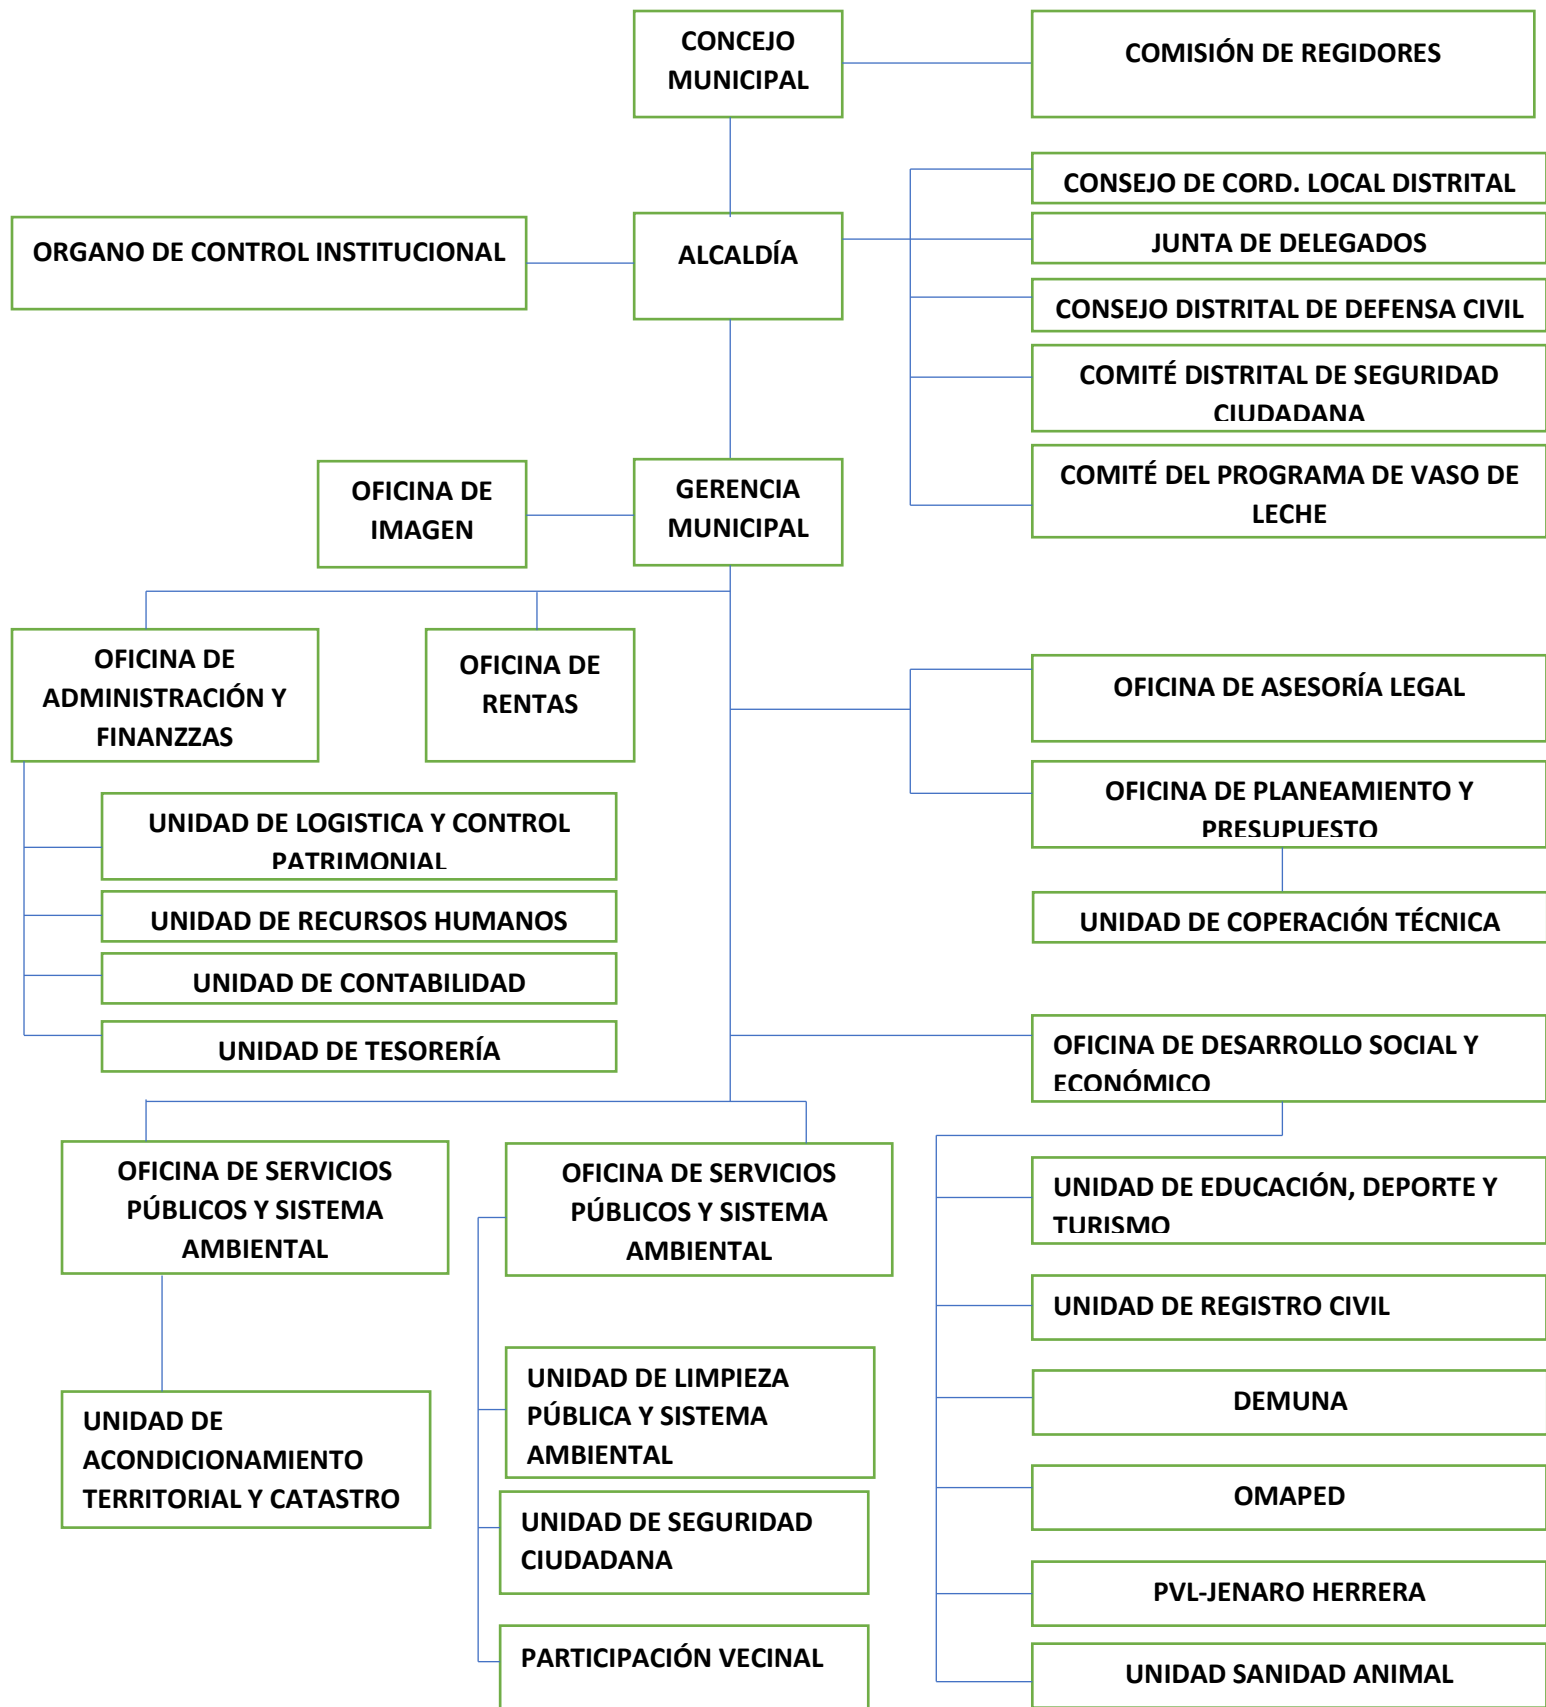 CONCEJO
MUNICIPAL
COMISIÓN DE REGIDORES
CONSEJO DE CORD. LOCAL DISTRITAL
JUNTA DE DELEGADOS
CONSEJO DISTRITAL DE DEFENSA CIVIL
COMITÉ DISTRITAL DE SEGURIDAD
CIUDADANA
COMITÉ DEL PROGRAMA DE VASO DE
LECHE
ORGANO DE CONTROL INSTITUCIONAL
ALCALDÍA
OFICINA DE
IMAGEN
GERENCIA
MUNICIPAL
OFICINA DE
ADMINISTRACIÓN Y
FINANZZAS
OFICINA DE
RENTAS
OFICINA DE ASESORÍA LEGAL
OFICINA DE PLANEAMIENTO Y
PRESUPUESTO
UNIDAD DE COPERACIÓN TÉCNICA
UNIDAD DE LOGISTICA Y CONTROL
PATRIMONIAL
UNIDAD DE RECURSOS HUMANOS
UNIDAD DE CONTABILIDAD
UNIDAD DE TESORERÍA
OFICINA DE DESARROLLO SOCIAL Y
ECONÓMICO
OFICINA DE SERVICIOS
PÚBLICOS Y SISTEMA
AMBIENTAL
OFICINA DE SERVICIOS
PÚBLICOS Y SISTEMA
AMBIENTAL
UNIDAD DE EDUCACIÓN, DEPORTE Y
TURISMO
UNIDAD DE REGISTRO CIVIL
DEMUNA
OMAPED
PVL-JENARO HERRERA
UNIDAD SANIDAD ANIMAL
UNIDAD DE
ACONDICIONAMIENTO
TERRITORIAL Y CATASTRO
UNIDAD DE LIMPIEZA
PÚBLICA Y SISTEMA
AMBIENTAL
UNIDAD DE SEGURIDAD
CIUDADANA
PARTICIPACIÓN VECINAL